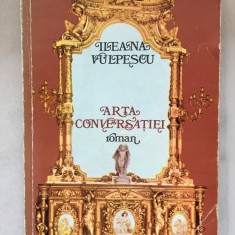 ILEANA
VULPESCU
ARTA
CONVERSAȚIEI
roman